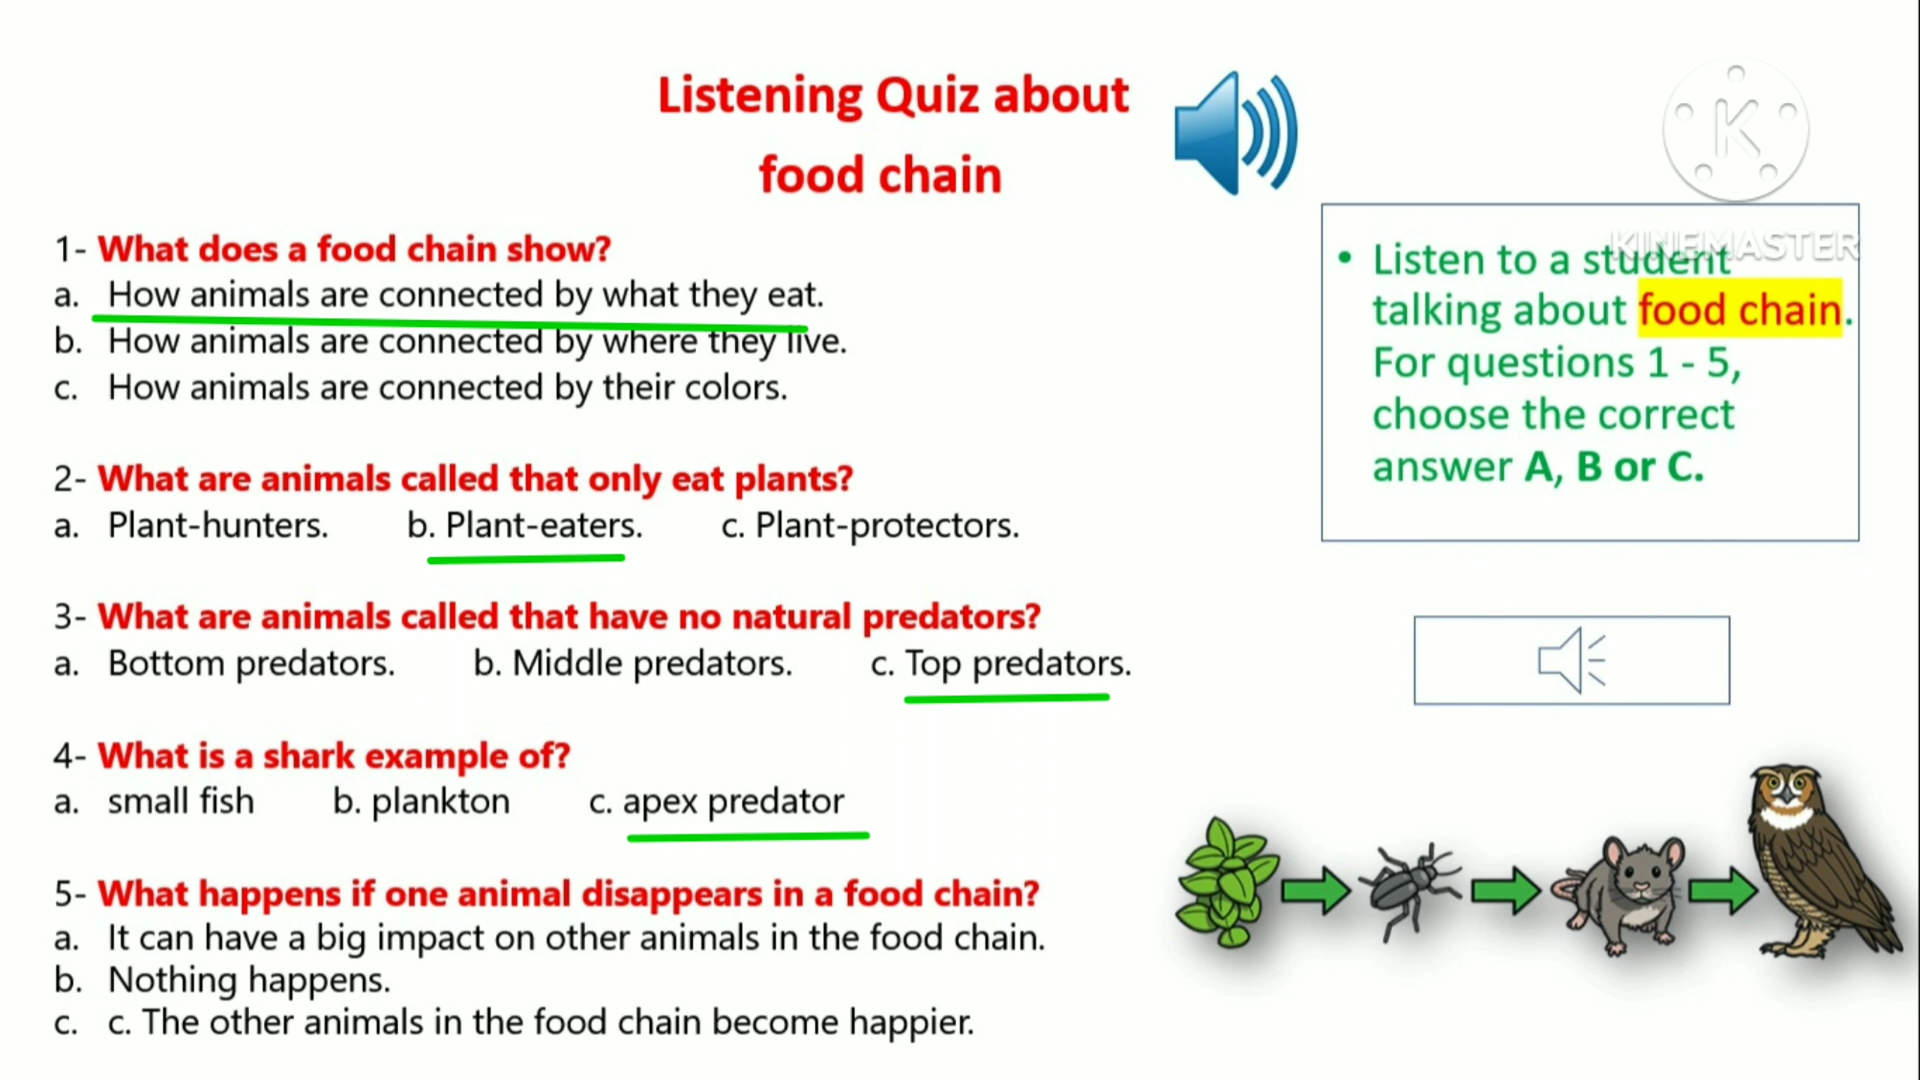 Listening Quiz about
food chain
K
KINEMASTER
1- What does a food chain show?
a. How animals are connected by what they eat.
b. How animals are connected by where they live.
c. How animals are connected by their colors.
2- What are animals called that only eat plants?
a. Plant-hunters. b. Plant-eaters. c. Plant-protectors.
3- What are animals called that have no natural predators?
a. Bottom predators. b. Middle predators. c. Top predators.
4- What is a shark example of?
a. small fish b. plankton c. apex predator
5- What happens if one animal disappears in a food chain?
a. It can have a big impact on other animals in the food chain.
b. Nothing happens.
c. c. The other animals in the food chain become happier.
• Listen to a student
talking about food chain.
For questions 1 - 5,
choose the correct
answer A, B or C.